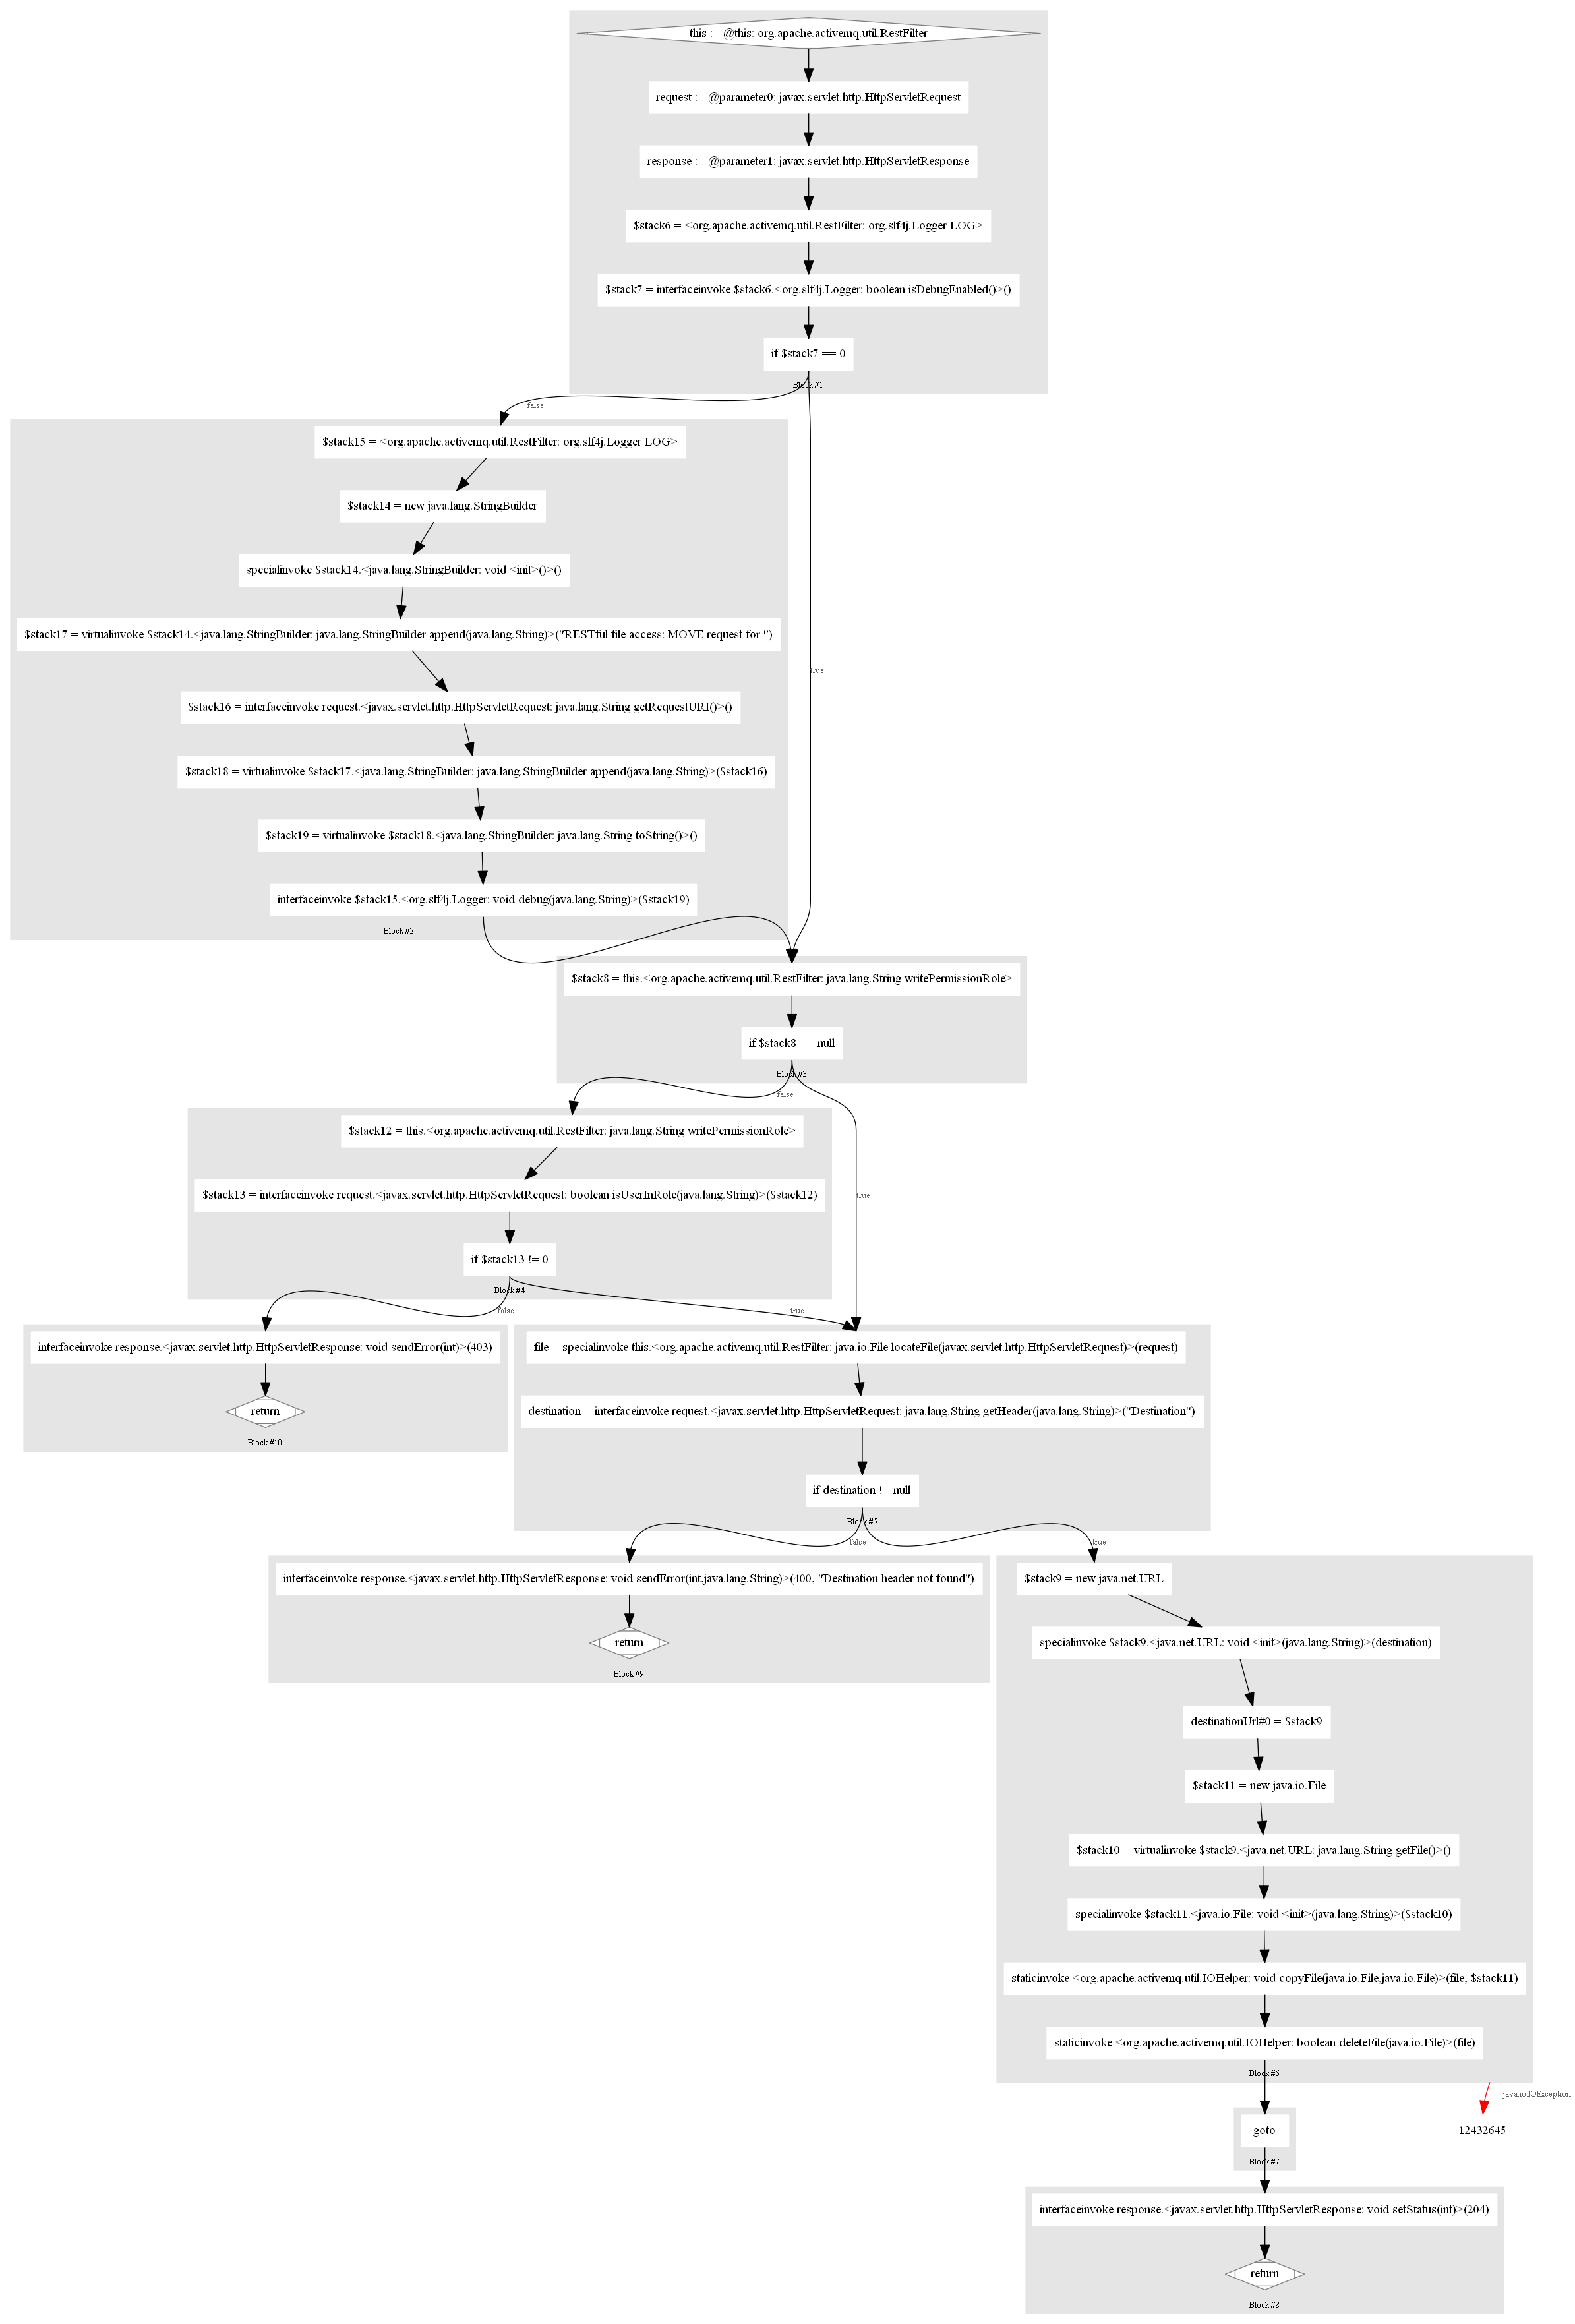 this := @this: org.apache.activemq.util.RestFilter
request := @parameter0: javax.servlet.http.HttpServletRequest
response := @parameter1: javax.servlet.http.HttpServletResponse
$stack6 = <org.apache.activemq.util.RestFilter: org.slf4j.Logger LOG>
$stack7 = interfaceinvoke $stack6.<org.slf4j.Logger: boolean isDebugEnabled()>()
if $stack7 == 0
Block #1
false
$stack15 = <org.apache.activemq.util.RestFilter: org.slf4j.Logger LOG>
$stack14 = new java.lang.StringBuilder
specialinvoke $stack14.<java.lang.StringBuilder: void <init>()>()
$stack17 = virtualinvoke $stack14.<java.lang.StringBuilder: java.lang.StringBuilder append(java.lang.String)>("RESTful file access: MOVE request for ")
true
$stack16 = interfaceinvoke request.<javax.servlet.http.HttpServletRequest: java.lang.String getRequestURI()>()
$stack18 = virtualinvoke $stack17.<java.lang.StringBuilder: java.lang.StringBuilder append(java.lang.String)>($stack16)
$stack19 = virtualinvoke $stack18.<java.lang.StringBuilder: java.lang.String toString()>()
interfaceinvoke $stack15.<org.slf4j.Logger: void debug(java.lang.String)>($stack19)
Block #2
$stack8 = this.<org.apache.activemq.util.RestFilter: java.lang.String writePermissionRole>
if $stack8 == null
Block #3
false
$stack12 = this.<org.apache.activemq.util.RestFilter: java.lang.String writePermissionRole>
$stack13 = interfaceinvoke request.<javax.servlet.http.HttpServletRequest: boolean isUserInRole(java.lang.String)>($stack12)
true
if $stack13 != 0
Block #4
false
true
interfaceinvoke response.<javax.servlet.http.HttpServletResponse: void sendError(int)>(403)
return
Block #10
file = specialinvoke this.<org.apache.activemq.util.RestFilter: java.io.File locateFile(javax.servlet.http.HttpServletRequest)>(request)
destination = interfaceinvoke request.<javax.servlet.http.HttpServletRequest: java.lang.String getHeader(java.lang.String)>("Destination")
if destination != null
Block #5
false
true
interfaceinvoke response.<javax.servlet.http.HttpServletResponse: void sendError(int,java.lang.String)>(400, "Destination header not found")
return
Block #9
$stack9 = new java.net.URL
specialinvoke $stack9.<java.net.URL: void <init>(java.lang.String)>(destination)
destinationUrl#0 = $stack9
$stack11 = new java.io.File
$stack10 = virtualinvoke $stack9.<java.net.URL: java.lang.String getFile()>()
specialinvoke $stack11.<java.io.File: void <init>(java.lang.String)>($stack10)
staticinvoke <org.apache.activemq.util.IOHelper: void copyFile(java.io.File,java.io.File)>(file, $stack11)
staticinvoke <org.apache.activemq.util.IOHelper: boolean deleteFile(java.io.File)>(file)
Block #6
java.io.IOException
goto
12432645
Block #7
interfaceinvoke response.<javax.servlet.http.HttpServletResponse: void setStatus(int)>(204)
return
Block #8